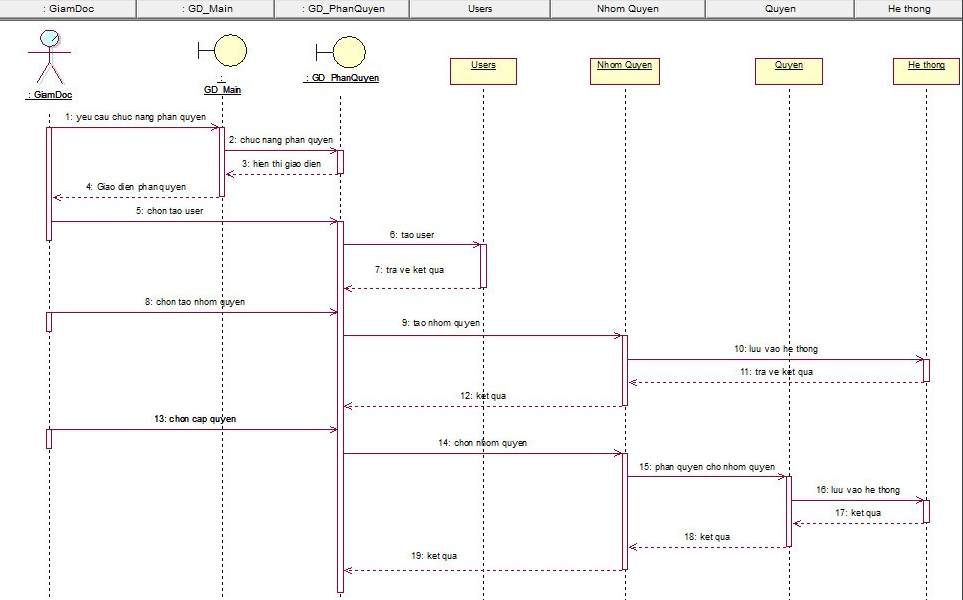 : GiamDoc
: GD_Main
: GD_PhanQuyen
Users
Nhom Quyen
Quyen
He thong
: GiamDoc
:
GD_Main
: GD_PhanQuyen
Users
Nhom Quyen
Quyen
He thong
1: yeu cau chuc nang phan quyen
2: chuc nang phan quyen
3: hien thi giao dien
4: Giao dien phan quyen
5: chon tao user
6: tao user
7: tra ve ket qua
8: chon tao nhom quyen
9: tao nhom quyen
10: luu vao he thong
11: tra ve ket qua
12: ket qua
13: chon cap quyen
14: chon nhom quyen
15: phan quyen cho nhom quyen
16: luu vao he thong
17: ket qua
18: ket qua
19: ket qua